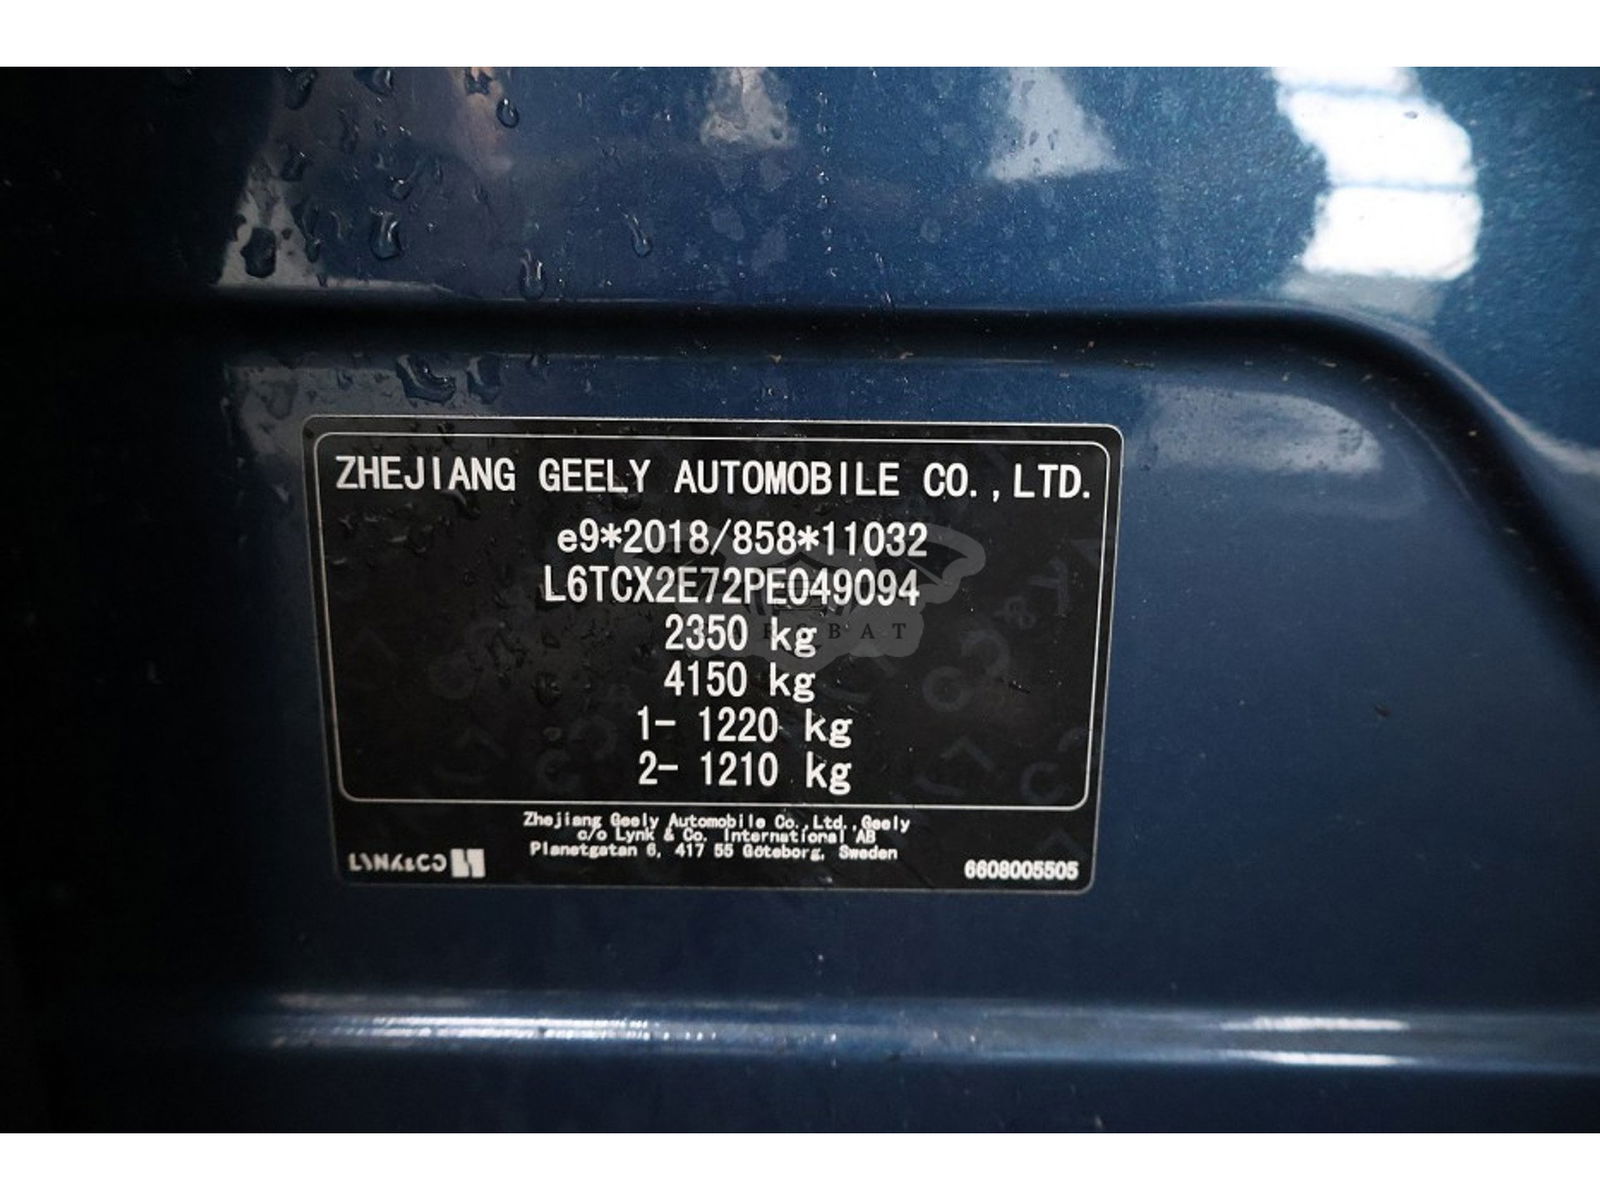 ZHEJIANG GEELY AUTOMOBILE CO.,LTD.
e9*2018/858*11032
L6TCX2E72PE049094
2350 kg
4150 kg
1- 1220 kg
2- 1210 kg
Zhejiang Geely Automobile Co.,Ltd.,Geely
c/o Lynk & Co. International AB
Planetgatan 6, 417 55 Göteborg, Sweden
LYNK&CO
6608005505